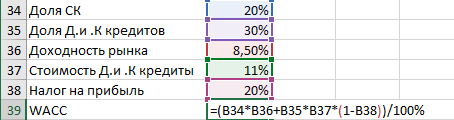 34 Доля СК 20%
35 Доля Д.и .К кредитов 30%
36 Доходность рынка 8,50%
37 Стоимость Д.и .К кредиты 11%
38 Налог на прибыль 20%
39 WACC =(B34*B36+B35*B37*(1-B38))/100%